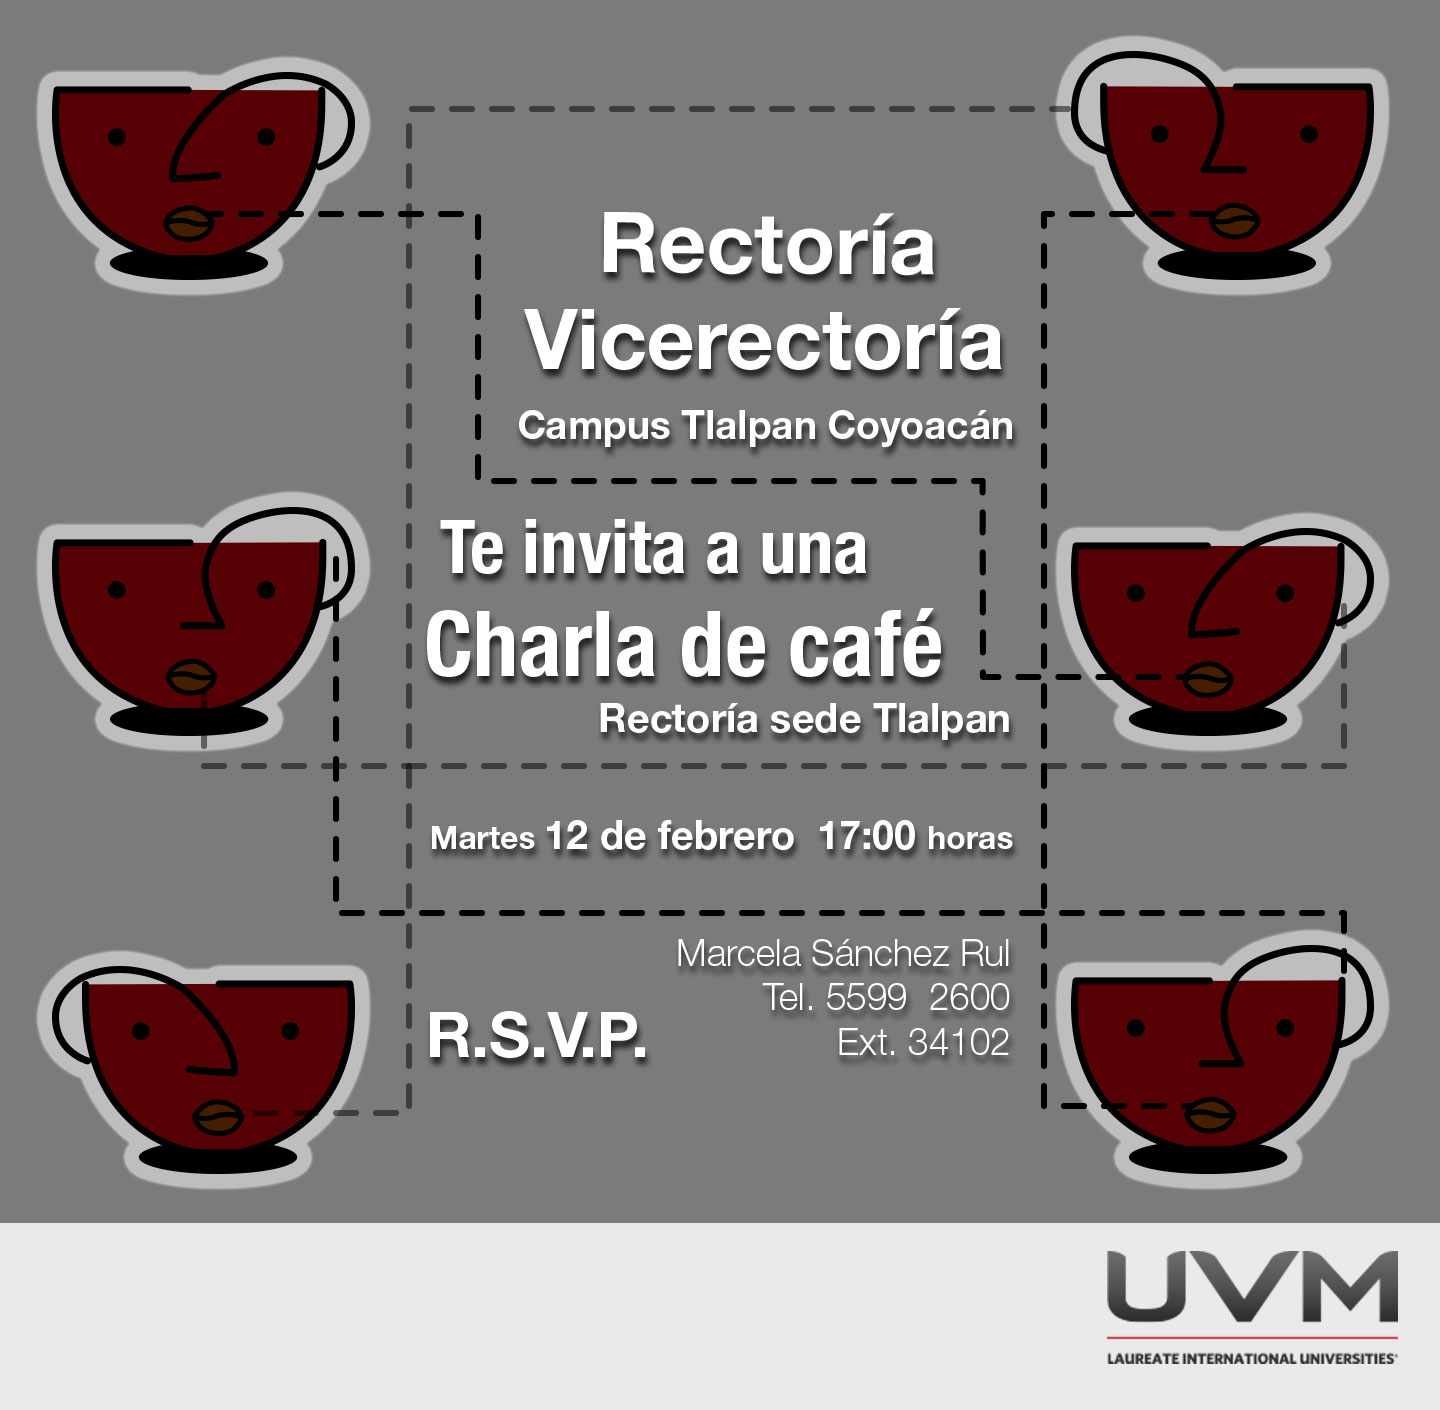 Rectoría
Vicerectoría
Campus Tlalpan Coyoacán
Te invita a una
Charla de café
Rectoría sede Tlalpan
Martes 12 de febrero 17:00 horas
Marcela Sánchez Rul
Tel. 5599 2600
Ext. 34102
R.S.V.P.
UVM
LAUREATE INTERNATIONAL UNIVERSITIES